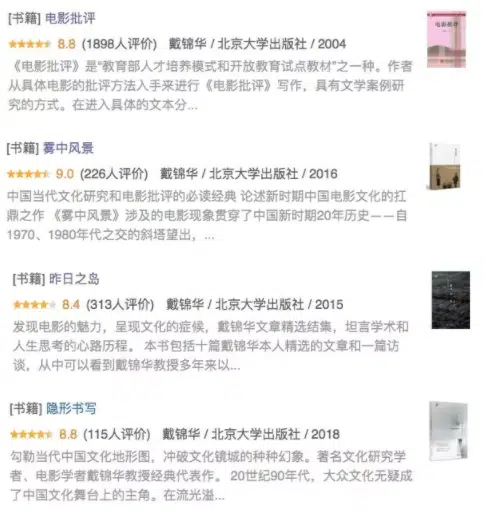 [书籍] 电影批评
8.8 (1898人评价) 戴锦华 / 北京大学出版社 / 2004
《电影批评》是“教育部人才培养模式和开放教育试点教材”之一种。作者
从具体电影的批评方法入手来进行《电影批评》写作，具有文学案例研
究的方式。在进入具体的文本分...
[书籍] 雾中风景
9.0 (226人评价) 戴锦华 / 北京大学出版社 / 2016
中国当代文化研究和电影批评的必读经典 论述新时期中国电影文化的扛
鼎之作 《雾中风景》涉及的电影现象贯穿了中国新时期20年历史——自
1970、1980年代之交的斜塔望出，...
[书籍] 昨日之岛
8.4 (313人评价) 戴锦华 / 北京大学出版社 / 2015
发现电影的魅力，呈现文化的症候，戴锦华文章精选结集，坦言学术和
人生思考的心路历程。 本书包括十篇戴锦华本人精选的文章和一篇访
谈，从中可以看到戴锦华教授多年来以...
[书籍] 隐形书写
8.8 (115人评价) 戴锦华 / 北京大学出版社 / 2018
勾勒当代中国文化地形图，冲破文化镜城的种种幻象。著名文化研究学
者、电影学者戴锦华教授经典代表作。 20世纪90年代，大众文化无疑成
了中国文化舞台上的主角。在流光溢...